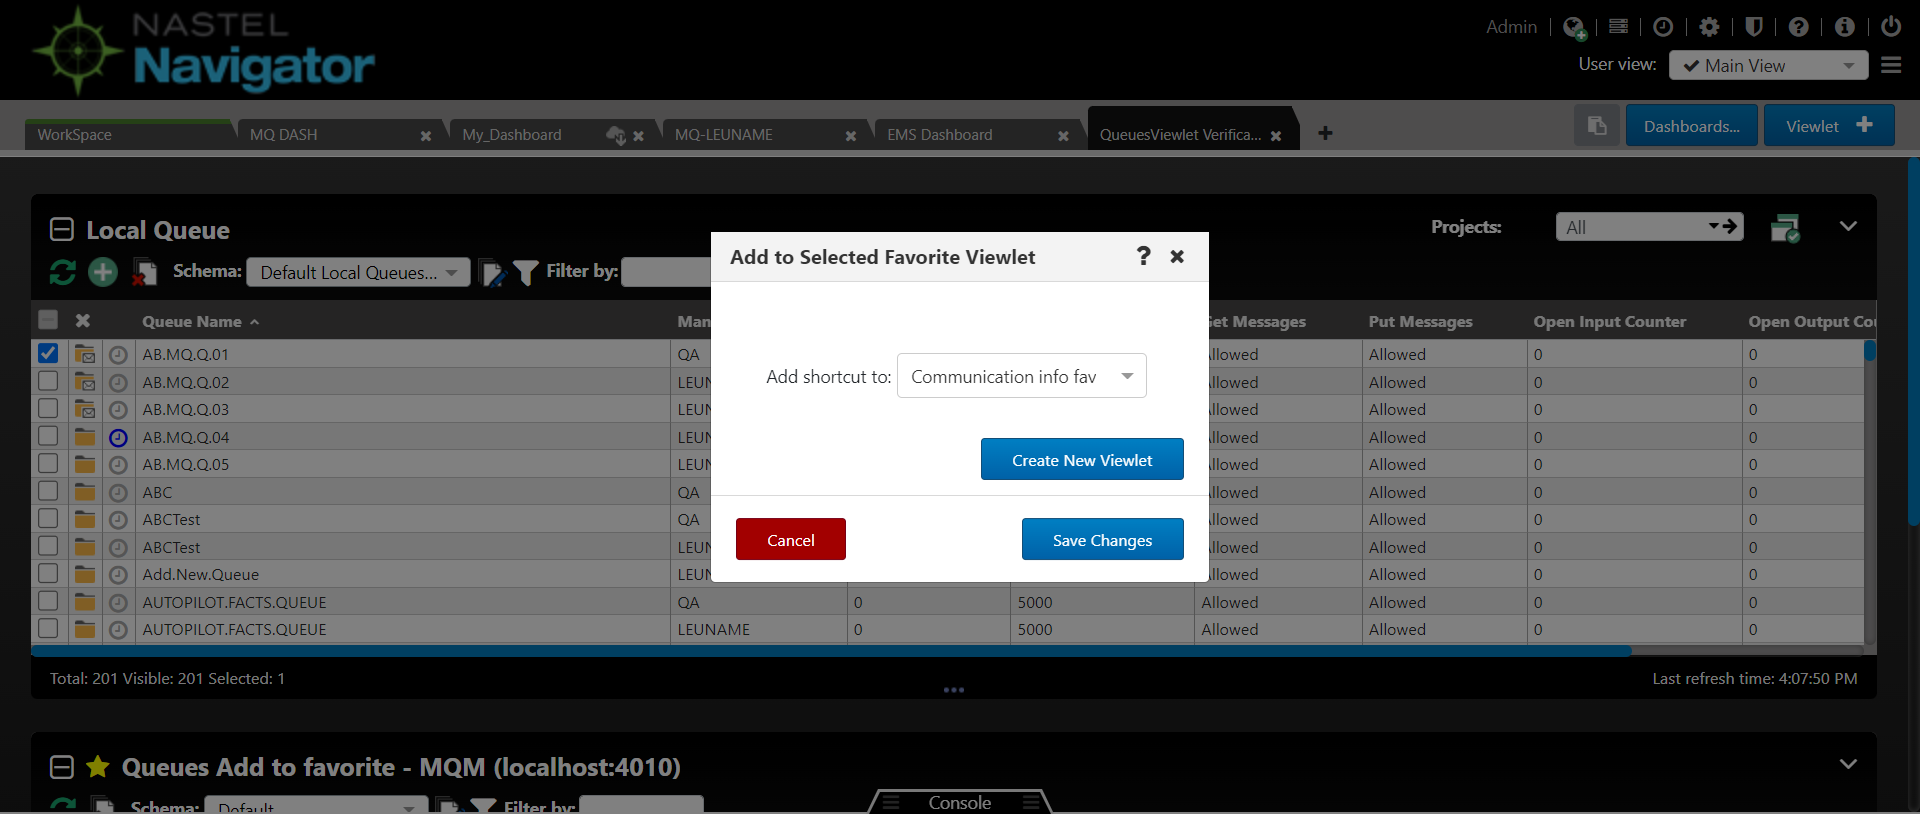 NASTEL
Navigator
Admin
User view: Main View
WorkSpace
MQ DASH
My_Dashboard
MQ-LEUNAME
EMS Dashboard
QueuesViewlet Verifica...
Dashboards...
Viewlet
Local Queue
Projects: All
Schema: Default Local Queues... Filter by:
Queue Name Man et Messages Put Messages Open Input Counter Open Output Cou
AB.MQ.Q.01 QA llowed Allowed 0 0
AB.MQ.Q.02 LEUN llowed Allowed 0 0
AB.MQ.Q.03 LEUN llowed Allowed 0 0
AB.MQ.Q.04 LEUN llowed Allowed 0 0
AB.MQ.Q.05 LEUN llowed Allowed 0 0
ABC QA llowed Allowed 0 0
ABCTest QA llowed Allowed 0 0
ABCTest LEUN llowed Allowed 0 0
Add.New.Queue LEUN llowed Allowed 0 0
AUTOPILOT.FACTS.QUEUE QA 0 5000 Allowed Allowed 0 0
AUTOPILOT.FACTS.QUEUE LEUNAME 0 5000 Allowed Allowed 0 0
Total: 201 Visible: 201 Selected: 1
Last refresh time: 4:07:50 PM
Add to Selected Favorite Viewlet
Add shortcut to: Communication info fav
Create New Viewlet
Cancel
Save Changes
Queues Add to favorite - MQM (localhost:4010)
Schema: Default Filter by:
Console